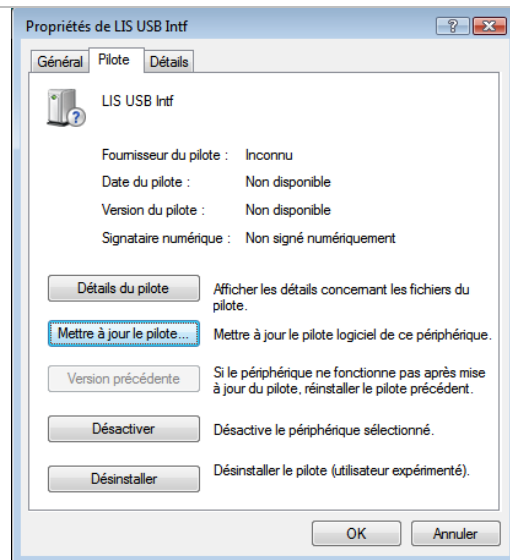 Propriétés de LIS USB Intf
Général Pilote Détails
LIS USB Intf
Fournisseur du pilote : Inconnu
Date du pilote : Non disponible
Version du pilote : Non disponible
Signataire numérique : Non signé numériquement
Détails du pilote
Afficher les détails concernant les fichiers du
pilote.
Mettre à jour le pilote...
Mettre à jour le pilote logiciel de ce périphérique.
Version précédente
Si le périphérique ne fonctionne pas après mise
à jour du pilote, réinstaller le pilote précédent.
Désactiver
Désactive le périphérique sélectionné.
Désinstaller
Désinstaller le pilote (utilisateur expérimenté).
OK Annuler